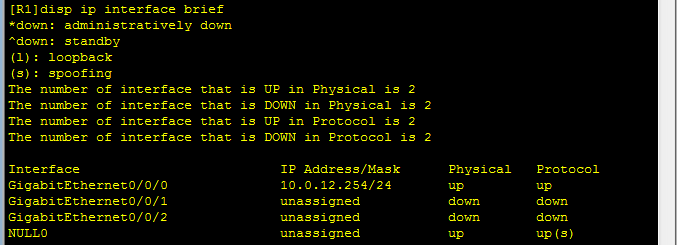 [R1]disp ip interface brief
*down: administratively down
^down: standby
(l): loopback
(s): spoofing
The number of interface that is UP in Physical is 2
The number of interface that is DOWN in Physical is 2
The number of interface that is UP in Protocol is 2
The number of interface that is DOWN in Protocol is 2
Interface IP Address/Mask Physical Protocol
GigabitEthernet0/0/0 10.0.12.254/24 up up
GigabitEthernet0/0/1 unassigned down down
GigabitEthernet0/0/2 unassigned down down
NULL0 unassigned up up(s)